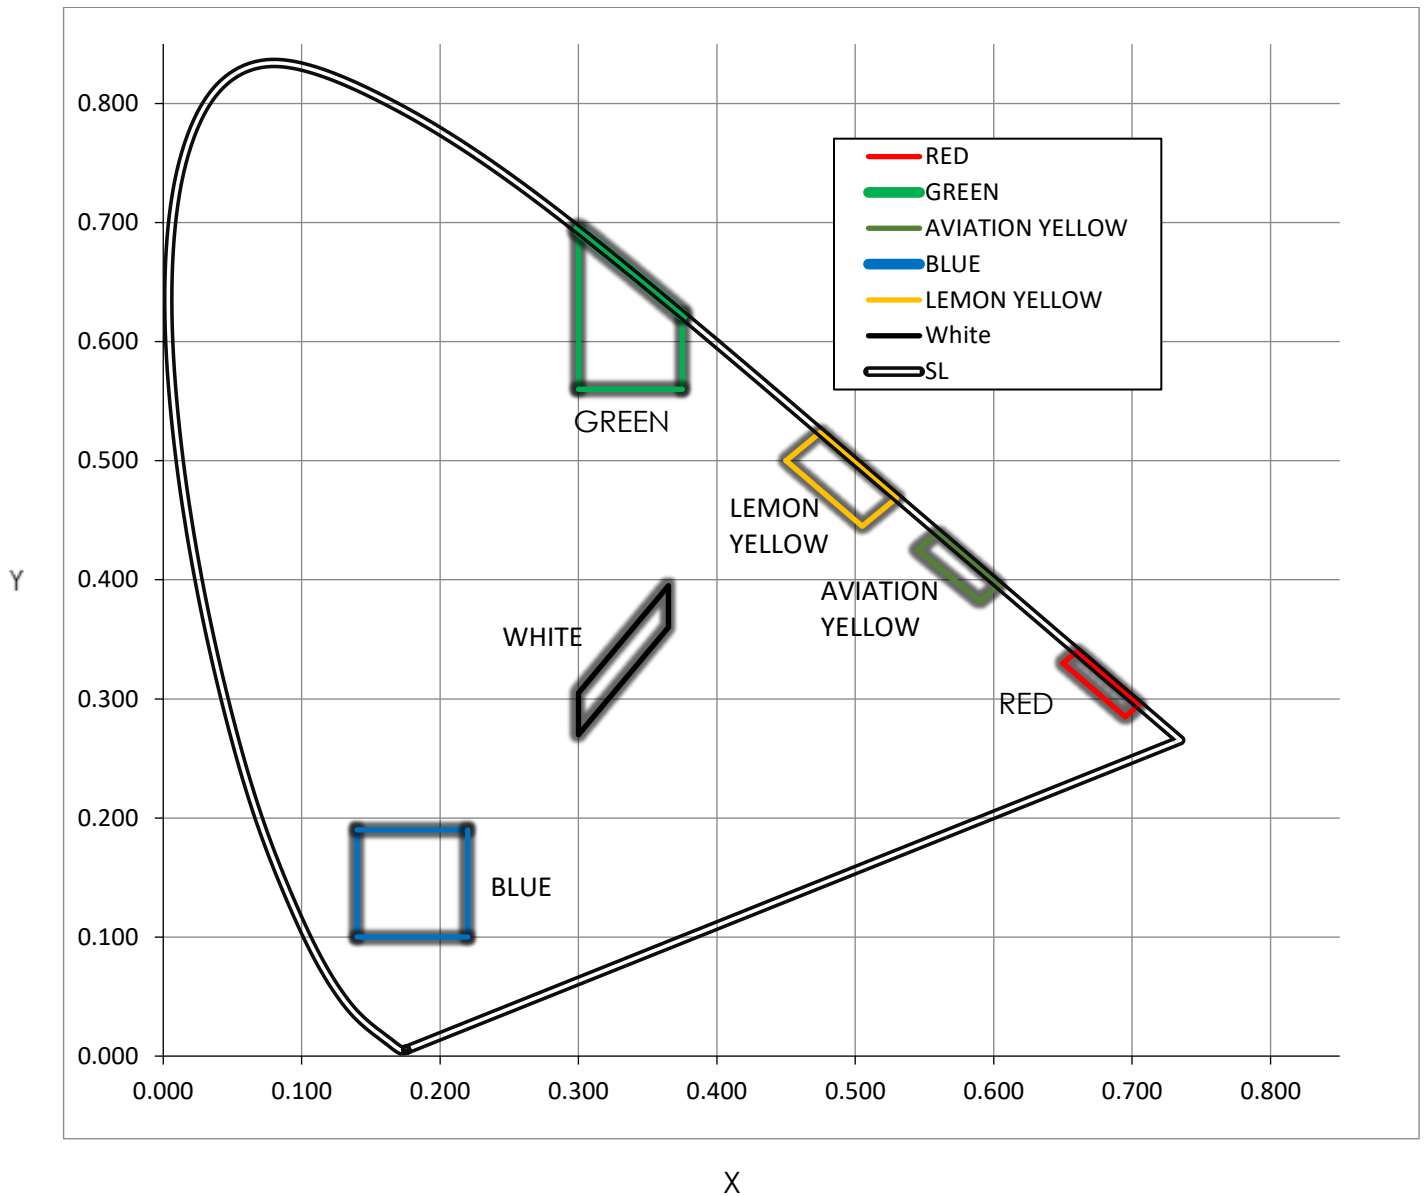 0.800
0.700
0.600
0.500
0.400
0.300
0.200
0.100
0.000
0.000 0.100 0.200 0.300 0.400 0.500 0.600 0.700 0.800
Y
X
RED
GREEN
AVIATION YELLOW
BLUE
LEMON YELLOW
White
SL
GREEN
LEMON
YELLOW
AVIATION
YELLOW
WHITE
RED
BLUE